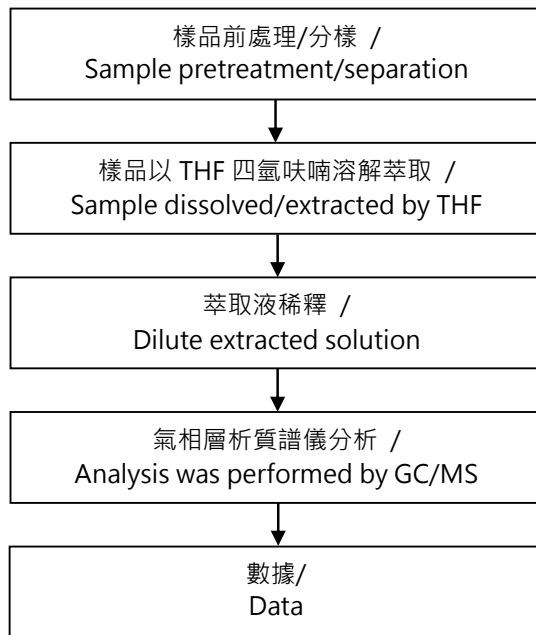 樣品前處理/分樣 /
Sample pretreatment/separation
樣品以 THF 四氫呋喃溶解萃取 /
Sample dissolved/extracted by THF
萃取液稀釋 /
Dilute extracted solution
氣相層析質譜儀分析 /
Analysis was performed by GC/MS
數據/
Data